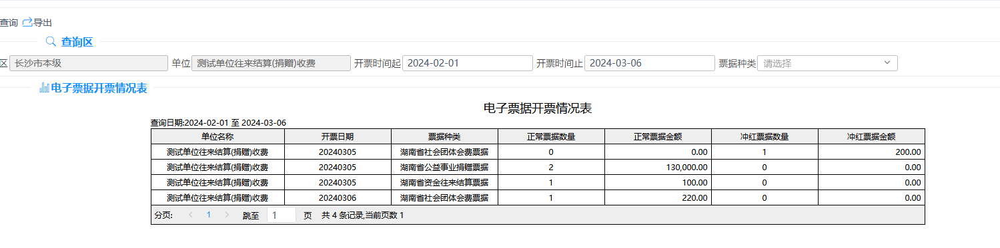 查询 导出
查询区
区 长沙市本级 单位 测试单位往来结算(捐赠)收费 开票时间起 2024-02-01 开票时间止 2024-03-06 票据种类 请选择
电子票据开票情况表
电子票据开票情况表
查询日期:2024-02-01 至 2024-03-06
单位名称 开票日期 票据种类 正常票据数量 正常票据金额 冲红票据数量 冲红票据金额
测试单位往来结算(捐赠)收费 20240305 湖南省社会团体会费票据 0 0.00 1 200.00
测试单位往来结算(捐赠)收费 20240305 湖南省公益事业捐赠票据 2 130,000.00 0 0.00
测试单位往来结算(捐赠)收费 20240305 湖南省资金往来结算票据 1 100.00 0 0.00
测试单位往来结算(捐赠)收费 20240306 湖南省社会团体会费票据 1 220.00 0 0.00
分页: 1 跳至 1 页 共 4 条记录,当前页数 1